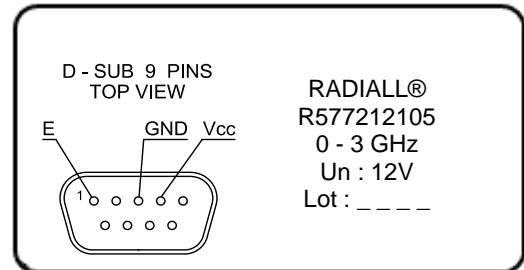 D - SUB 9 PINS
TOP VIEW
E GND Vcc
1
RADIALL®
R577212105
0 - 3 GHz
Un : 12V
Lot : _ _ _ _